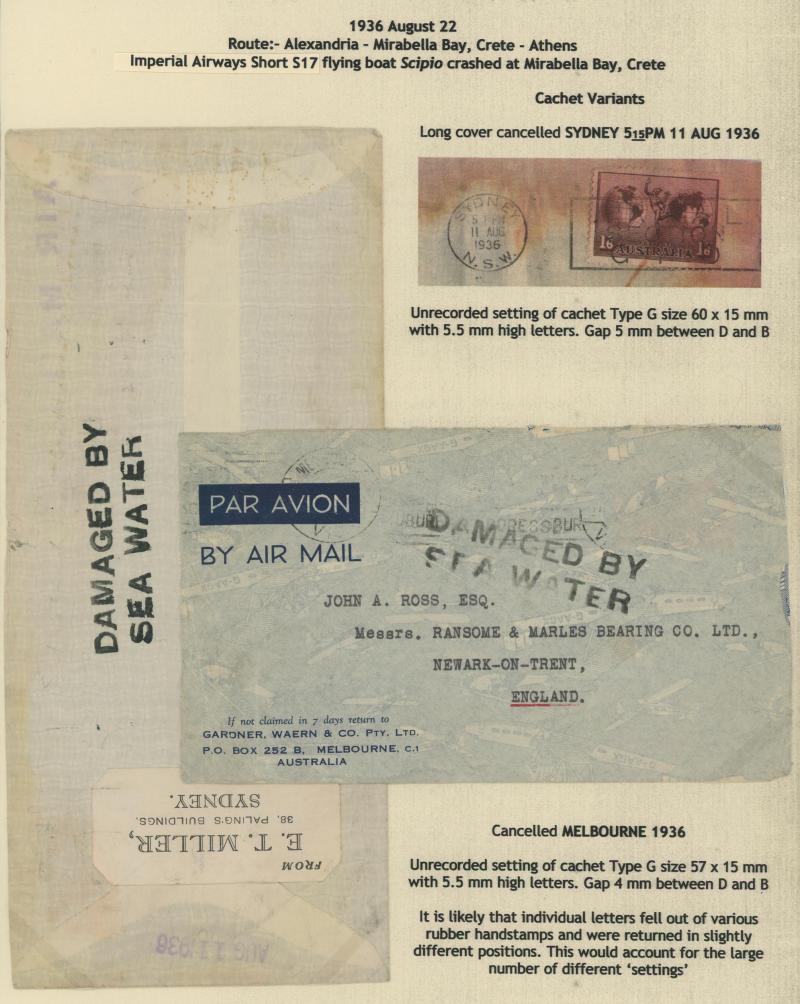 1936 August 22
Route:- Alexandria - Mirabella Bay, Crete - Athens
Imperial Airways Short S17 flying boat Scipio crashed at Mirabella Bay, Crete
Cachet Variants
Long cover cancelled SYDNEY 515PM 11 AUG 1936
SYDNEY
11 AUG
1936
N.S.W.
1/6 AUSTRALIA 1/6
Unrecorded setting of cachet Type G size 60 x 15 mm
with 5.5 mm high letters. Gap 5 mm between D and B
DAMAGED BY
SEA WATER
PAR AVION
BY AIR MAIL
DAMAGED BY
SEA WATER
JOHN A. ROSS, ESQ.
Messrs. RANSOME & MARLES BEARING CO. LTD.,
NEWARK-ON-TRENT,
ENGLAND.
If not claimed in 7 days return to
GARDNER, WAERN & CO. PTY. LTD.
P.O. BOX 252 B, MELBOURNE, C.1
AUSTRALIA
FROM
E. T. MILLER,
38, PALING'S BUILDINGS,
SYDNEY.
Cancelled MELBOURNE 1936
Unrecorded setting of cachet Type G size 57 x 15 mm
with 5.5 mm high letters. Gap 4 mm between D and B
It is likely that individual letters fell out of various
rubber handstamps and were returned in slightly
different positions. This would account for the large
number of different ‘settings’